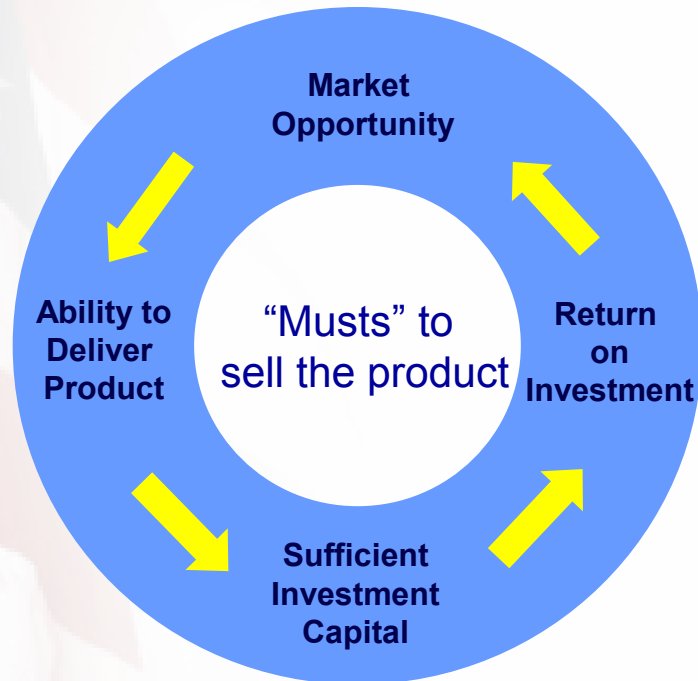 Market
Opportunity
Ability to
Deliver
Product
“Musts” to
sell the product
Return
on
Investment
Sufficient
Investment
Capital